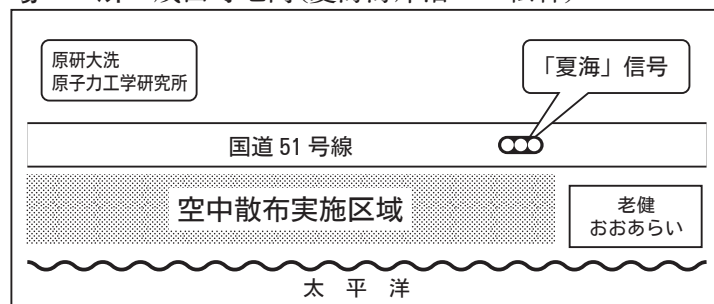 原研大洗
原子力工学研究所
「夏海」信号
国道51号線
空中散布実施区域
老健
おおあらい
太平洋